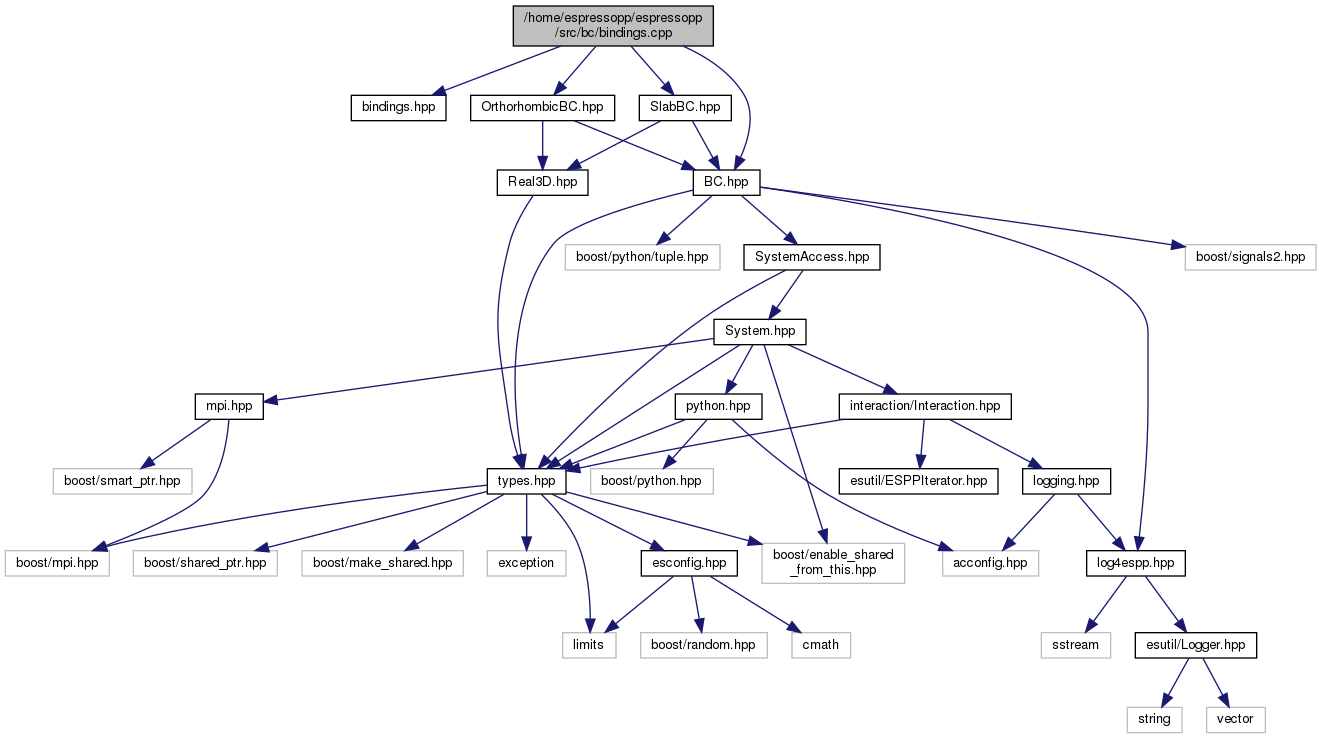 /home/espressopp/espressopp
/src/bc/bindings.cpp
bindings.hpp
OrthorhombicBC.hpp
SlabBC.hpp
Real3D.hpp
BC.hpp
boost/python/tuple.hpp
SystemAccess.hpp
boost/signals2.hpp
System.hpp
mpi.hpp
python.hpp
interaction/Interaction.hpp
boost/smart_ptr.hpp
types.hpp
boost/python.hpp
esutil/ESPPIterator.hpp
logging.hpp
boost/mpi.hpp
boost/shared_ptr.hpp
boost/make_shared.hpp
exception
esconfig.hpp
boost/enable_shared
_from_this.hpp
acconfig.hpp
log4espp.hpp
limits
boost/random.hpp
cmath
sstream
esutil/Logger.hpp
string
vector